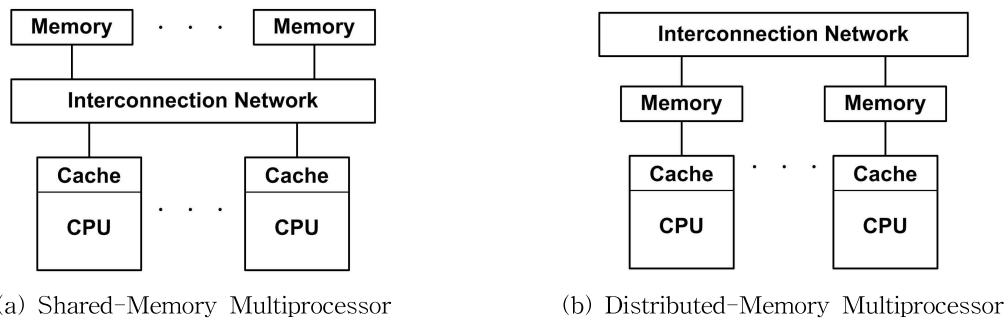 Memory . . . Memory
Interconnection Network
Cache Cache
. . .
CPU CPU
(a) Shared-Memory Multiprocessor
Interconnection Network
Memory Memory
. . .
Cache Cache
CPU CPU
(b) Distributed-Memory Multiprocessor